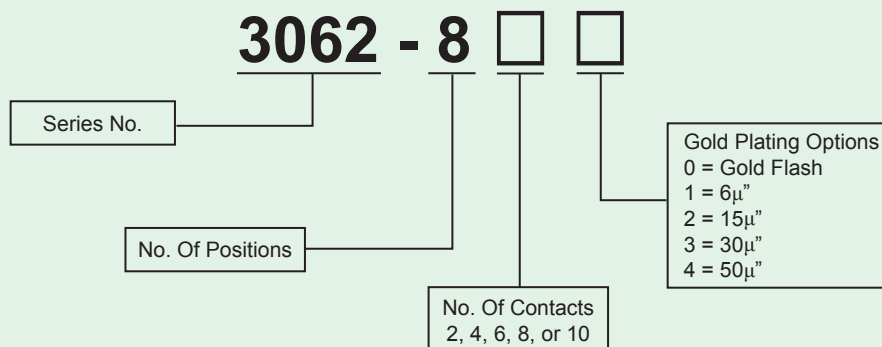 3062 - 8 □ □
Series No.
No. Of Positions
No. Of Contacts
2, 4, 6, 8, or 10
Gold Plating Options
0 = Gold Flash
1 = 6μ”
2 = 15μ”
3 = 30μ”
4 = 50μ”